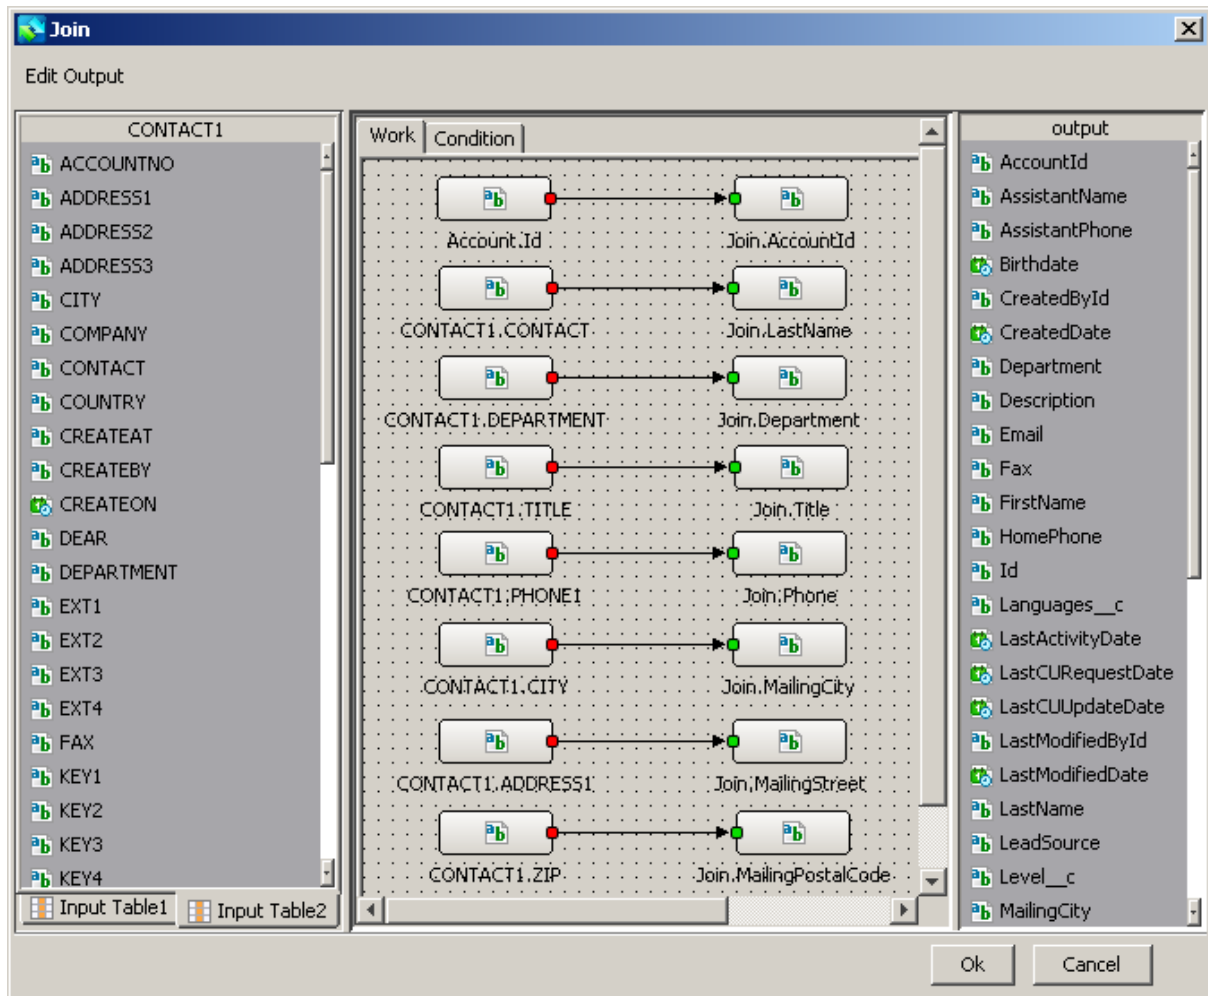 Join
Edit Output
CONTACT1
ACCOUNTNO
ADDRESS1
ADDRESS2
ADDRESS3
CITY
COMPANY
CONTACT
COUNTRY
CREATEAT
CREATEBY
CREATEON
DEAR
DEPARTMENT
EXT1
EXT2
EXT3
EXT4
FAX
KEY1
KEY2
KEY3
KEY4
Input Table1 Input Table2
Work Condition
Account.Id Join.AccountId
CONTACT1.CONTACT Join.LastName
CONTACT1.DEPARTMENT Join.Department
CONTACT1.TITLE Join.Title
CONTACT1.PHONE1 Join.Phone
CONTACT1.CITY Join.MailingCity
CONTACT1.ADDRESS1 Join.MailingStreet
CONTACT1.ZIP Join.MailingPostalCode
output
AccountId
AssistantName
AssistantPhone
Birthdate
CreatedById
CreatedDate
Department
Description
Email
Fax
FirstName
HomePhone
Id
Languages__c
LastActivityDate
LastCURequestDate
LastCUUpdateDate
LastModifiedById
LastModifiedDate
LastName
LeadSource
Level__c
MailingCity
Ok Cancel